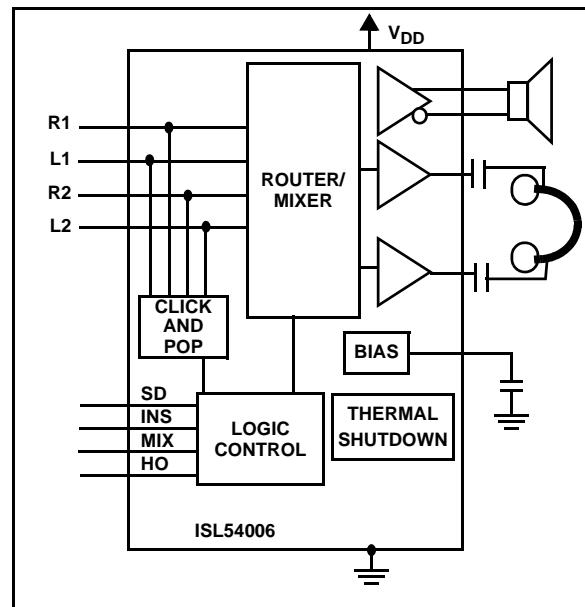 VDD
R1
L1
R2
L2
ROUTER/
MIXER
CLICK
AND
POP
BIAS
SD
INS
MIX
HO
LOGIC
CONTROL
THERMAL
SHUTDOWN
ISL54006